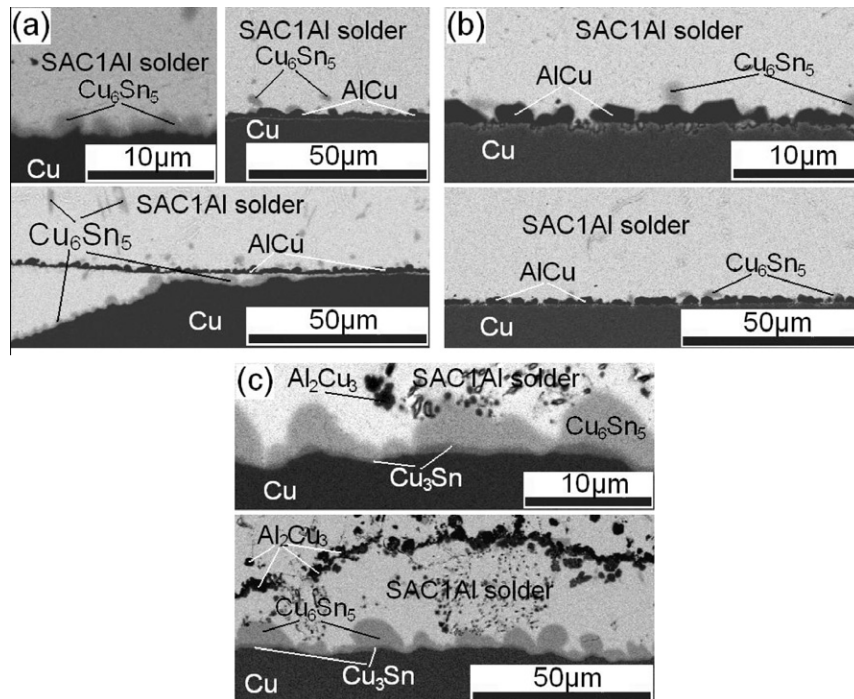 (a)
SAC1Al solder
Cu₆Sn₅
Cu
10μm
SAC1Al solder
Cu₆Sn₅
AlCu
Cu
50μm
SAC1Al solder
Cu₆Sn₅
AlCu
Cu
50μm
(b)
SAC1Al solder
Cu₆Sn₅
AlCu
Cu
10μm
SAC1Al solder
AlCu
Cu₆Sn₅
Cu
50μm
(c)
Al₂Cu₃
SAC1Al solder
Cu₆Sn₅
Cu₃Sn
Cu
10μm
Al₂Cu₃
SAC1Al solder
Cu₆Sn₅
Cu₃Sn
Cu
50μm